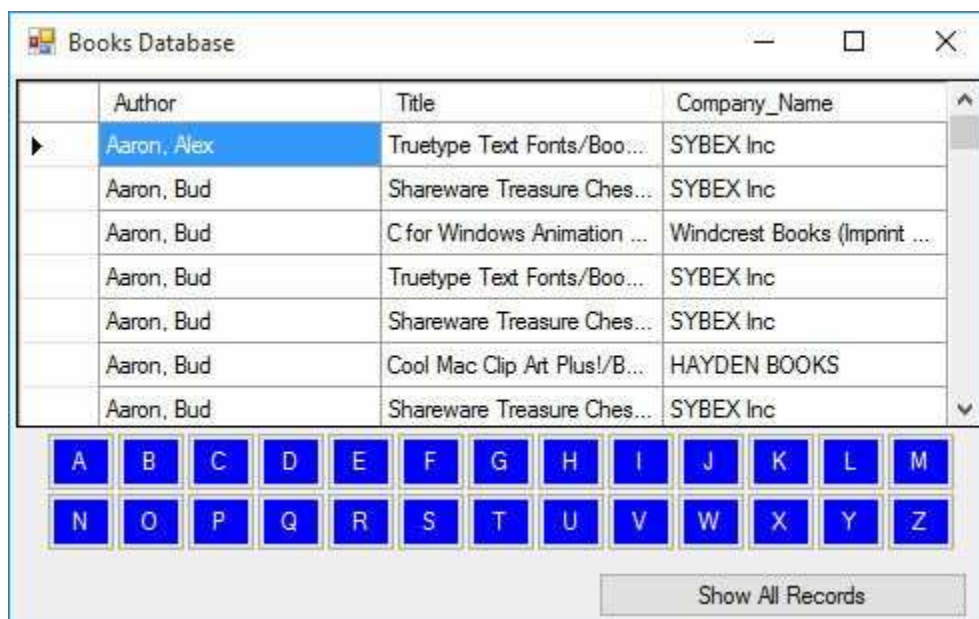 Books Database
Author Title Company_Name
Aaron, Alex Truetype Text Fonts/Boo... SYBEX Inc
Aaron, Bud Shareware Treasure Ches... SYBEX Inc
Aaron, Bud C for Windows Animation ... Windcrest Books (Imprint ...
Aaron, Bud Truetype Text Fonts/Boo... SYBEX Inc
Aaron, Bud Shareware Treasure Ches... SYBEX Inc
Aaron, Bud Cool Mac Clip Art Plus!/B... HAYDEN BOOKS
Aaron, Bud Shareware Treasure Ches... SYBEX Inc
A B C D E F G H I J K L M
N O P Q R S T U V W X Y Z
Show All Records